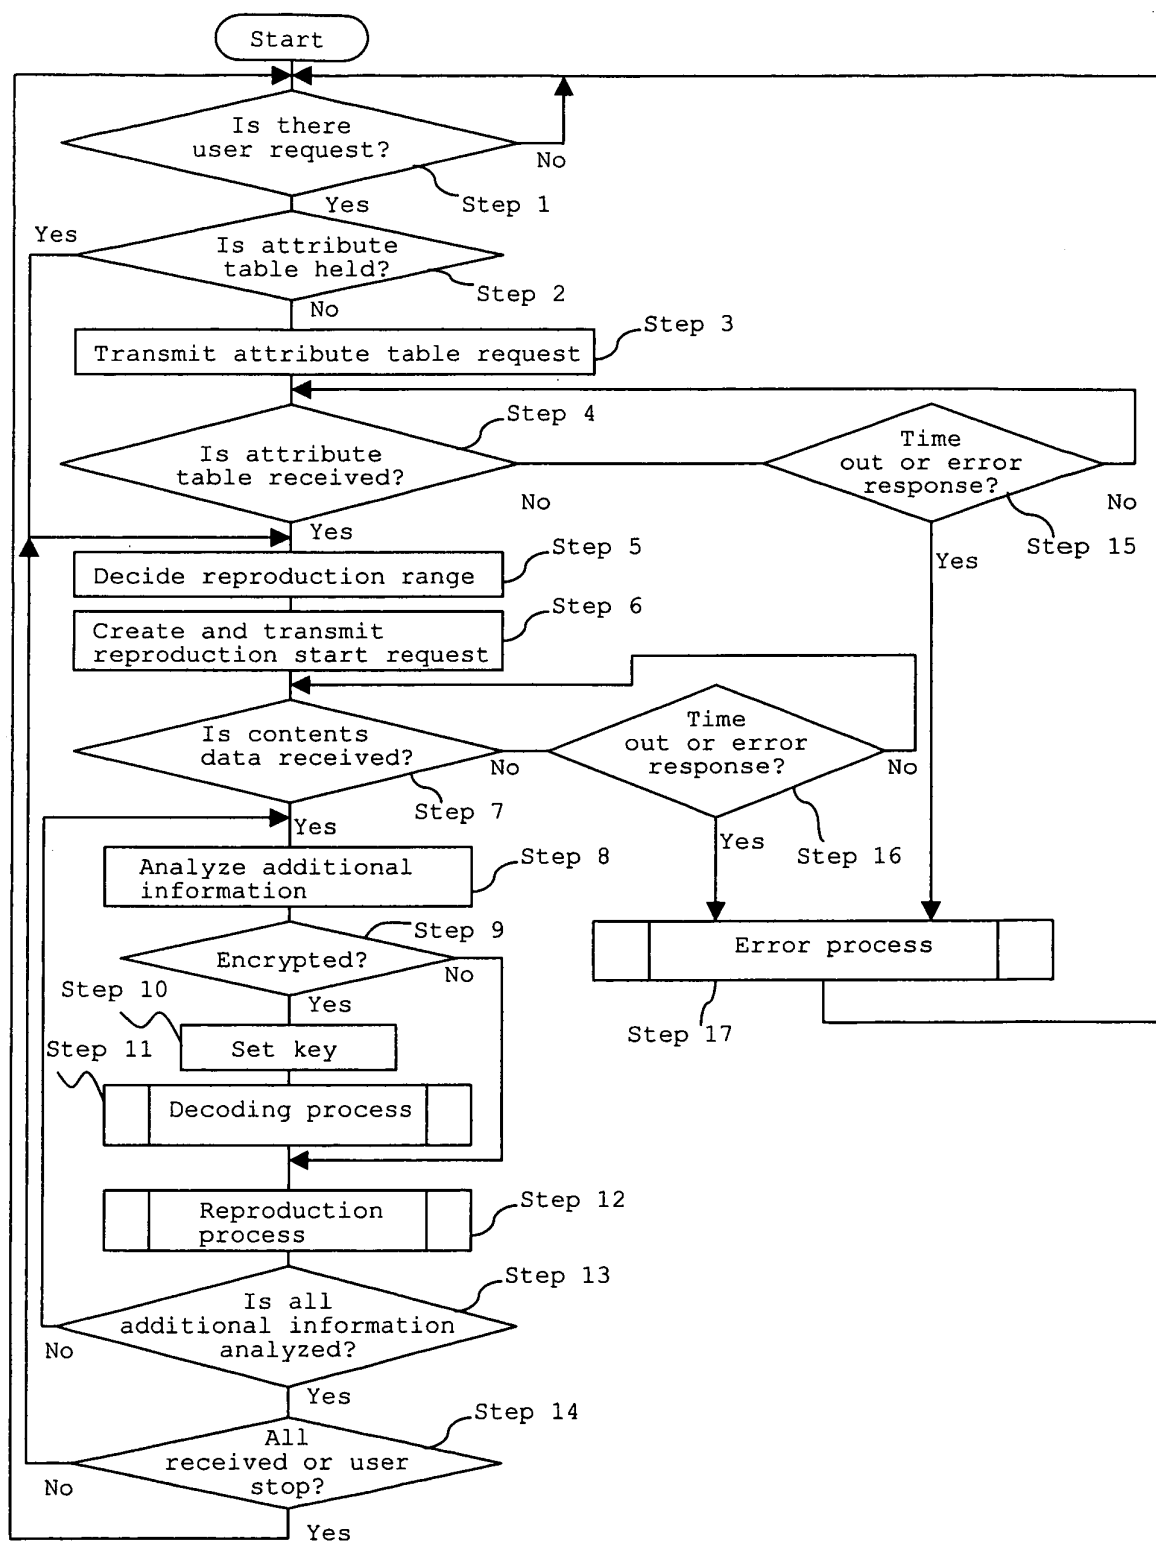 Start
Is there
user request?
No
Step 1
Yes
Yes
Is attribute
table held?
Step 2
No
Step 3
Transmit attribute table request
Step 4
Is attribute
table received?
No
Time
out or error
response?
No
Step 15
Yes
Yes
Step 5
Decide reproduction range
Step 6
Create and transmit
reproduction start request
Is contents
data received?
No
Step 7
Time
out or error
response?
No
Step 16
Yes
Yes
Step 8
Analyze additional
information
Step 9
Encrypted?
No
Yes
Error process
Step 17
Step 10
Set key
Step 11
Decoding process
Step 12
Reproduction
process
Step 13
Is all
additional information
analyzed?
No
Yes
Step 14
All
received or user
stop?
No
Yes